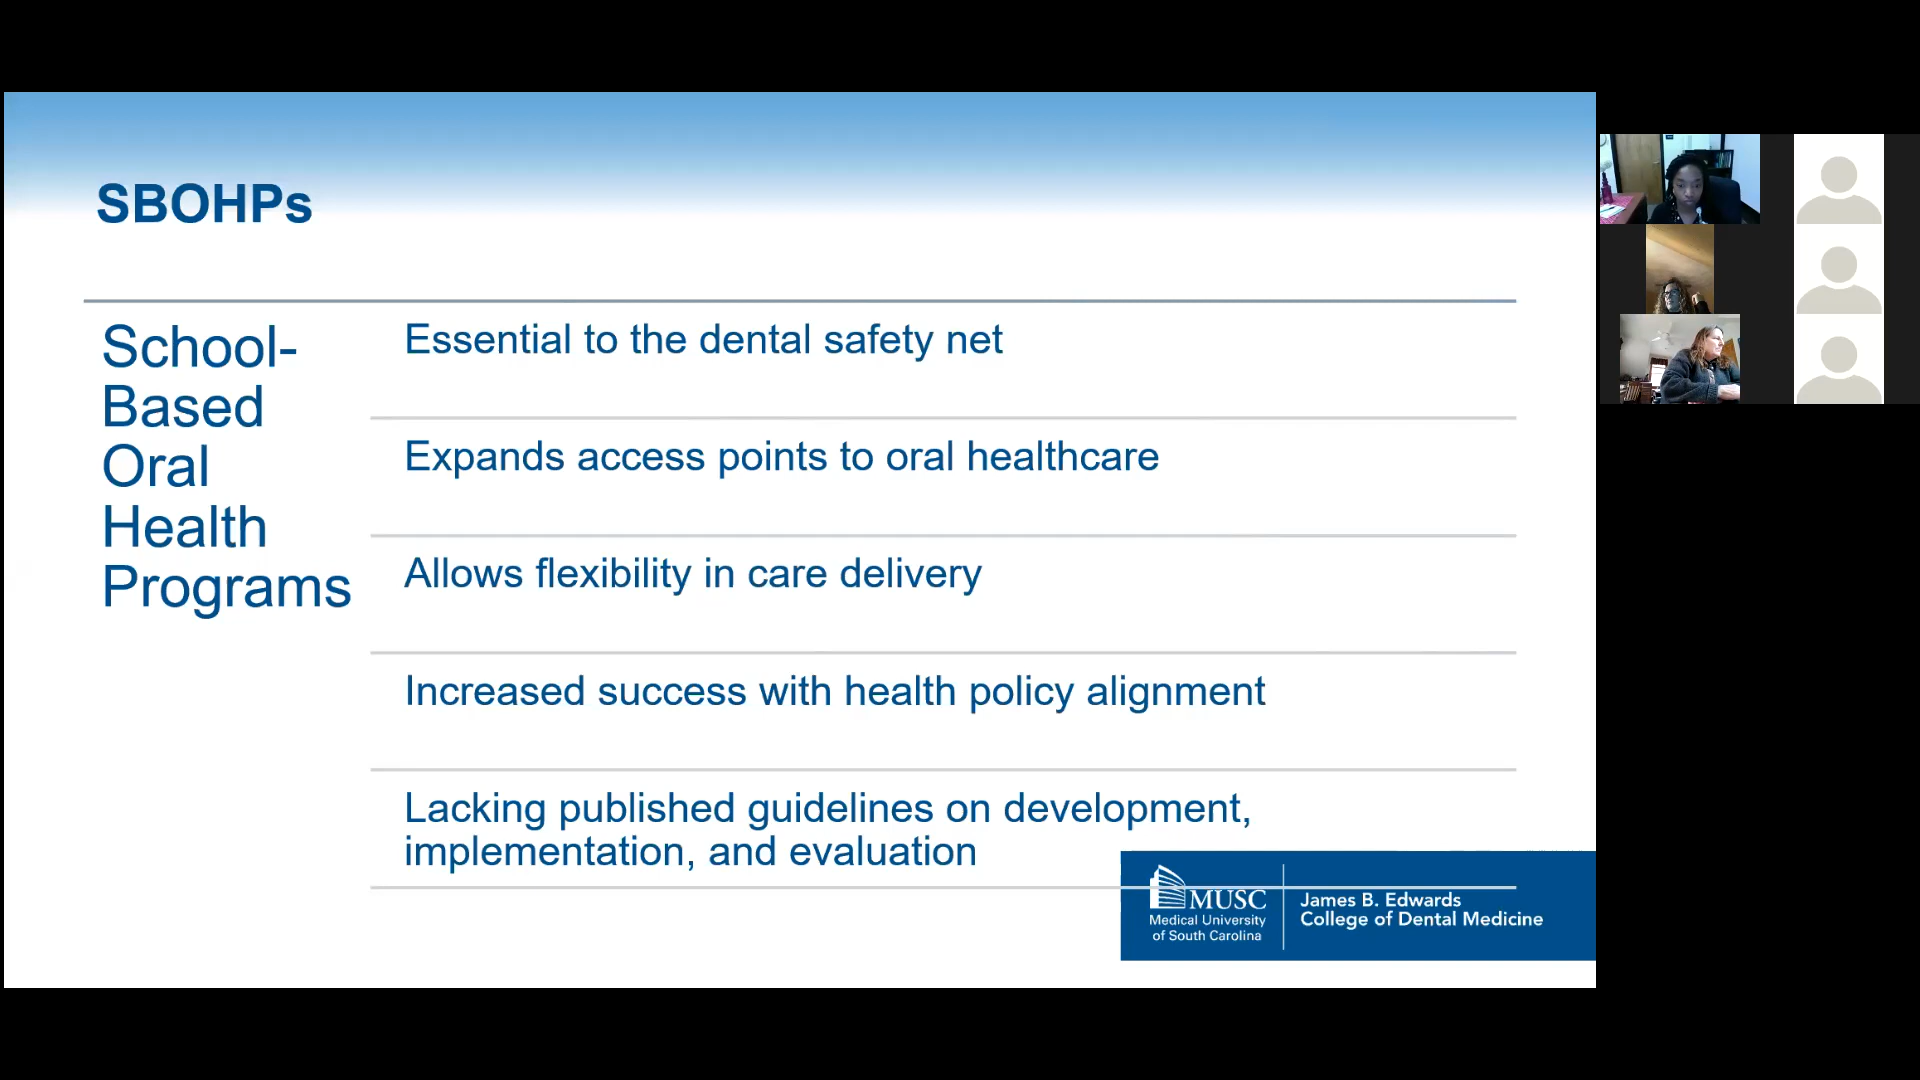 SBOHPs
School-
Based
Oral
Health
Programs
Essential to the dental safety net
Expands access points to oral healthcare
Allows flexibility in care delivery
Increased success with health policy alignment
Lacking published guidelines on development,
implementation, and evaluation
MUSC
Medical University
of South Carolina
James B. Edwards
College of Dental Medicine